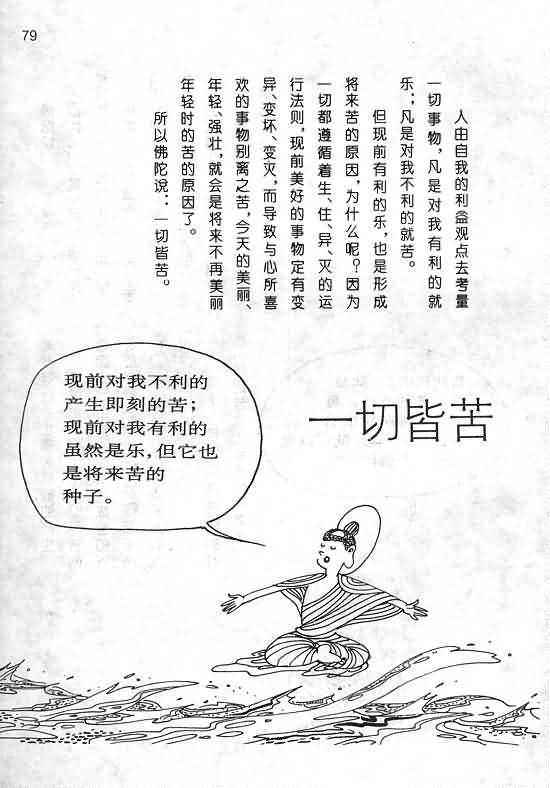 79
人由自我的利益观点去考量
一切事物，凡是对我有利的就
乐；凡是对我不利的就苦。
但现前有利的乐，也是形成
将来苦的原因，为什么呢？因为
一切都遵循着生、住、异、灭的运
行法则，现前美好的事物定有变
异、变坏、变灭，而导致与心所喜
欢的事物别离之苦，今天的美丽、
年轻、强壮，就会是将来不再美丽
年轻时的苦的原因了。
所以佛陀说：一切皆苦。
一切皆苦
现前对我不利的
产生即刻的苦；
现前对我有利的
虽然是乐，但它也
是将来苦的
种子。